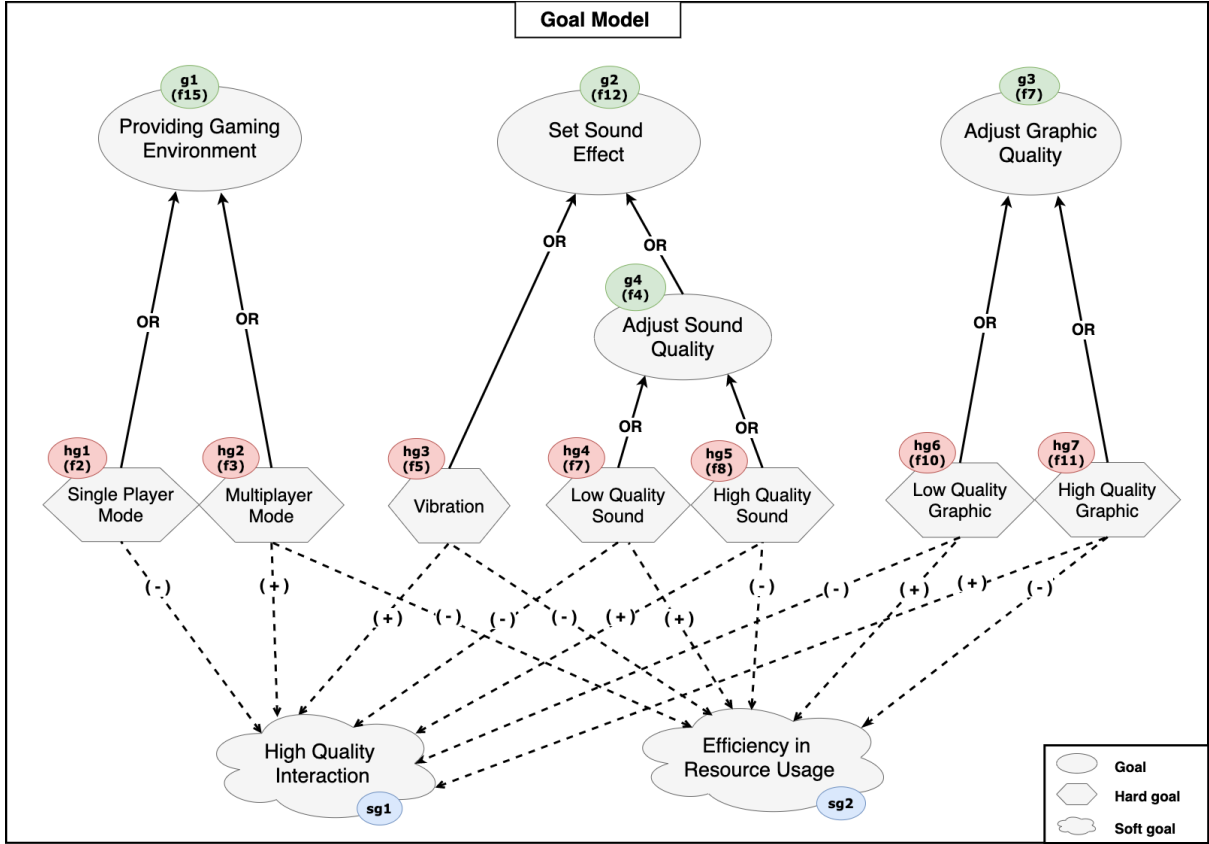 Goal Model
g1
(f15)
Providing Gaming
Environment
g2
(f12)
Set Sound
Effect
g3
(f7)
Adjust Graphic
Quality
OR
OR
g4
(f4)
Adjust Sound
Quality
OR
OR
OR
OR
OR
OR
hg1
(f2)
Single Player
Mode
hg2
(f3)
Multiplayer
Mode
hg3
(f5)
Vibration
hg4
(f7)
Low Quality
Sound
hg5
(f8)
High Quality
Sound
hg6
(f10)
Low Quality
Graphic
hg7
(f11)
High Quality
Graphic
(-)
(+)
(-)
(-)
(+)
(+)
(-)
(+)
(-)
(-)
(-)
(+)
(+)
High Quality
Interaction
sg1
Efficiency in
Resource Usage
sg2
Goal
Hard goal
Soft goal